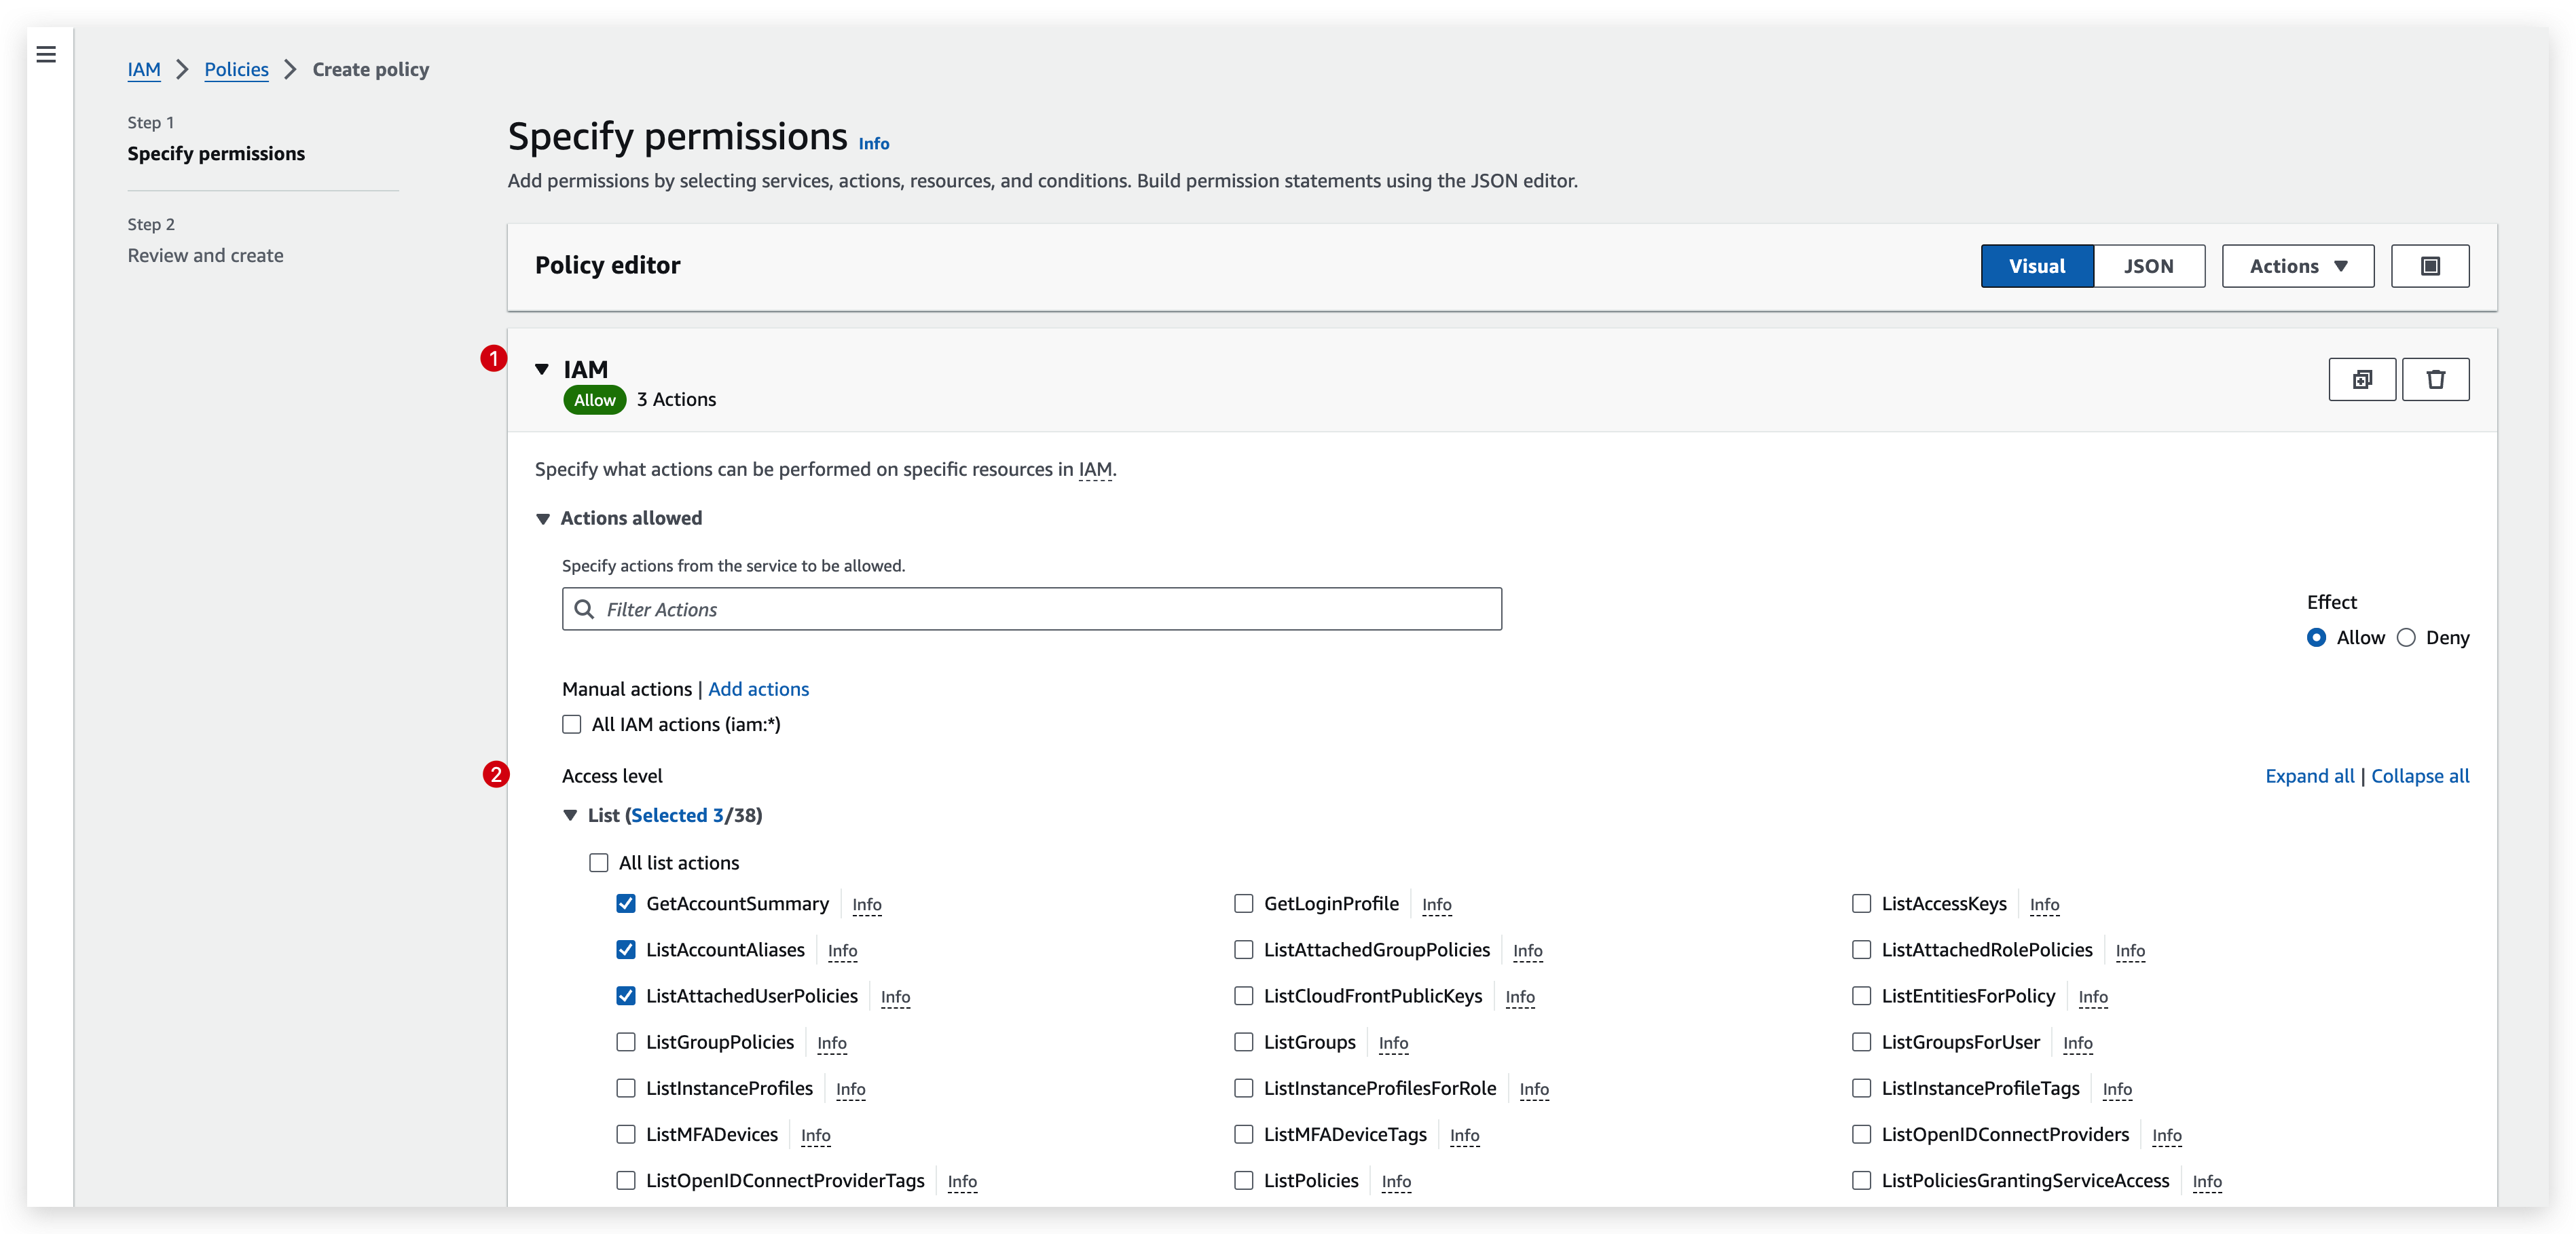 IAM > Policies > Create policy
Step 1
Specify permissions
Step 2
Review and create
Specify permissions Info
Add permissions by selecting services, actions, resources, and conditions. Build permission statements using the JSON editor.
Policy editor
Visual JSON Actions
1
IAM
Allow 3 Actions
Specify what actions can be performed on specific resources in IAM.
Actions allowed
Specify actions from the service to be allowed.
Filter Actions
Effect
Allow Deny
Manual actions | Add actions
All IAM actions (iam:*)
2
Access level Expand all | Collapse all
List (Selected 3/38)
All list actions
GetAccountSummary Info GetLoginProfile Info ListAccessKeys Info
ListAccountAliases Info ListAttachedGroupPolicies Info ListAttachedRolePolicies Info
ListAttachedUserPolicies Info ListCloudFrontPublicKeys Info ListEntitiesForPolicy Info
ListGroupPolicies Info ListGroups Info ListGroupsForUser Info
ListInstanceProfiles Info ListInstanceProfilesForRole Info ListInstanceProfileTags Info
ListMFADevices Info ListMFADeviceTags Info ListOpenIDConnectProviders Info
ListOpenIDConnectProviderTags Info ListPolicies Info ListPoliciesGrantingServiceAccess Info